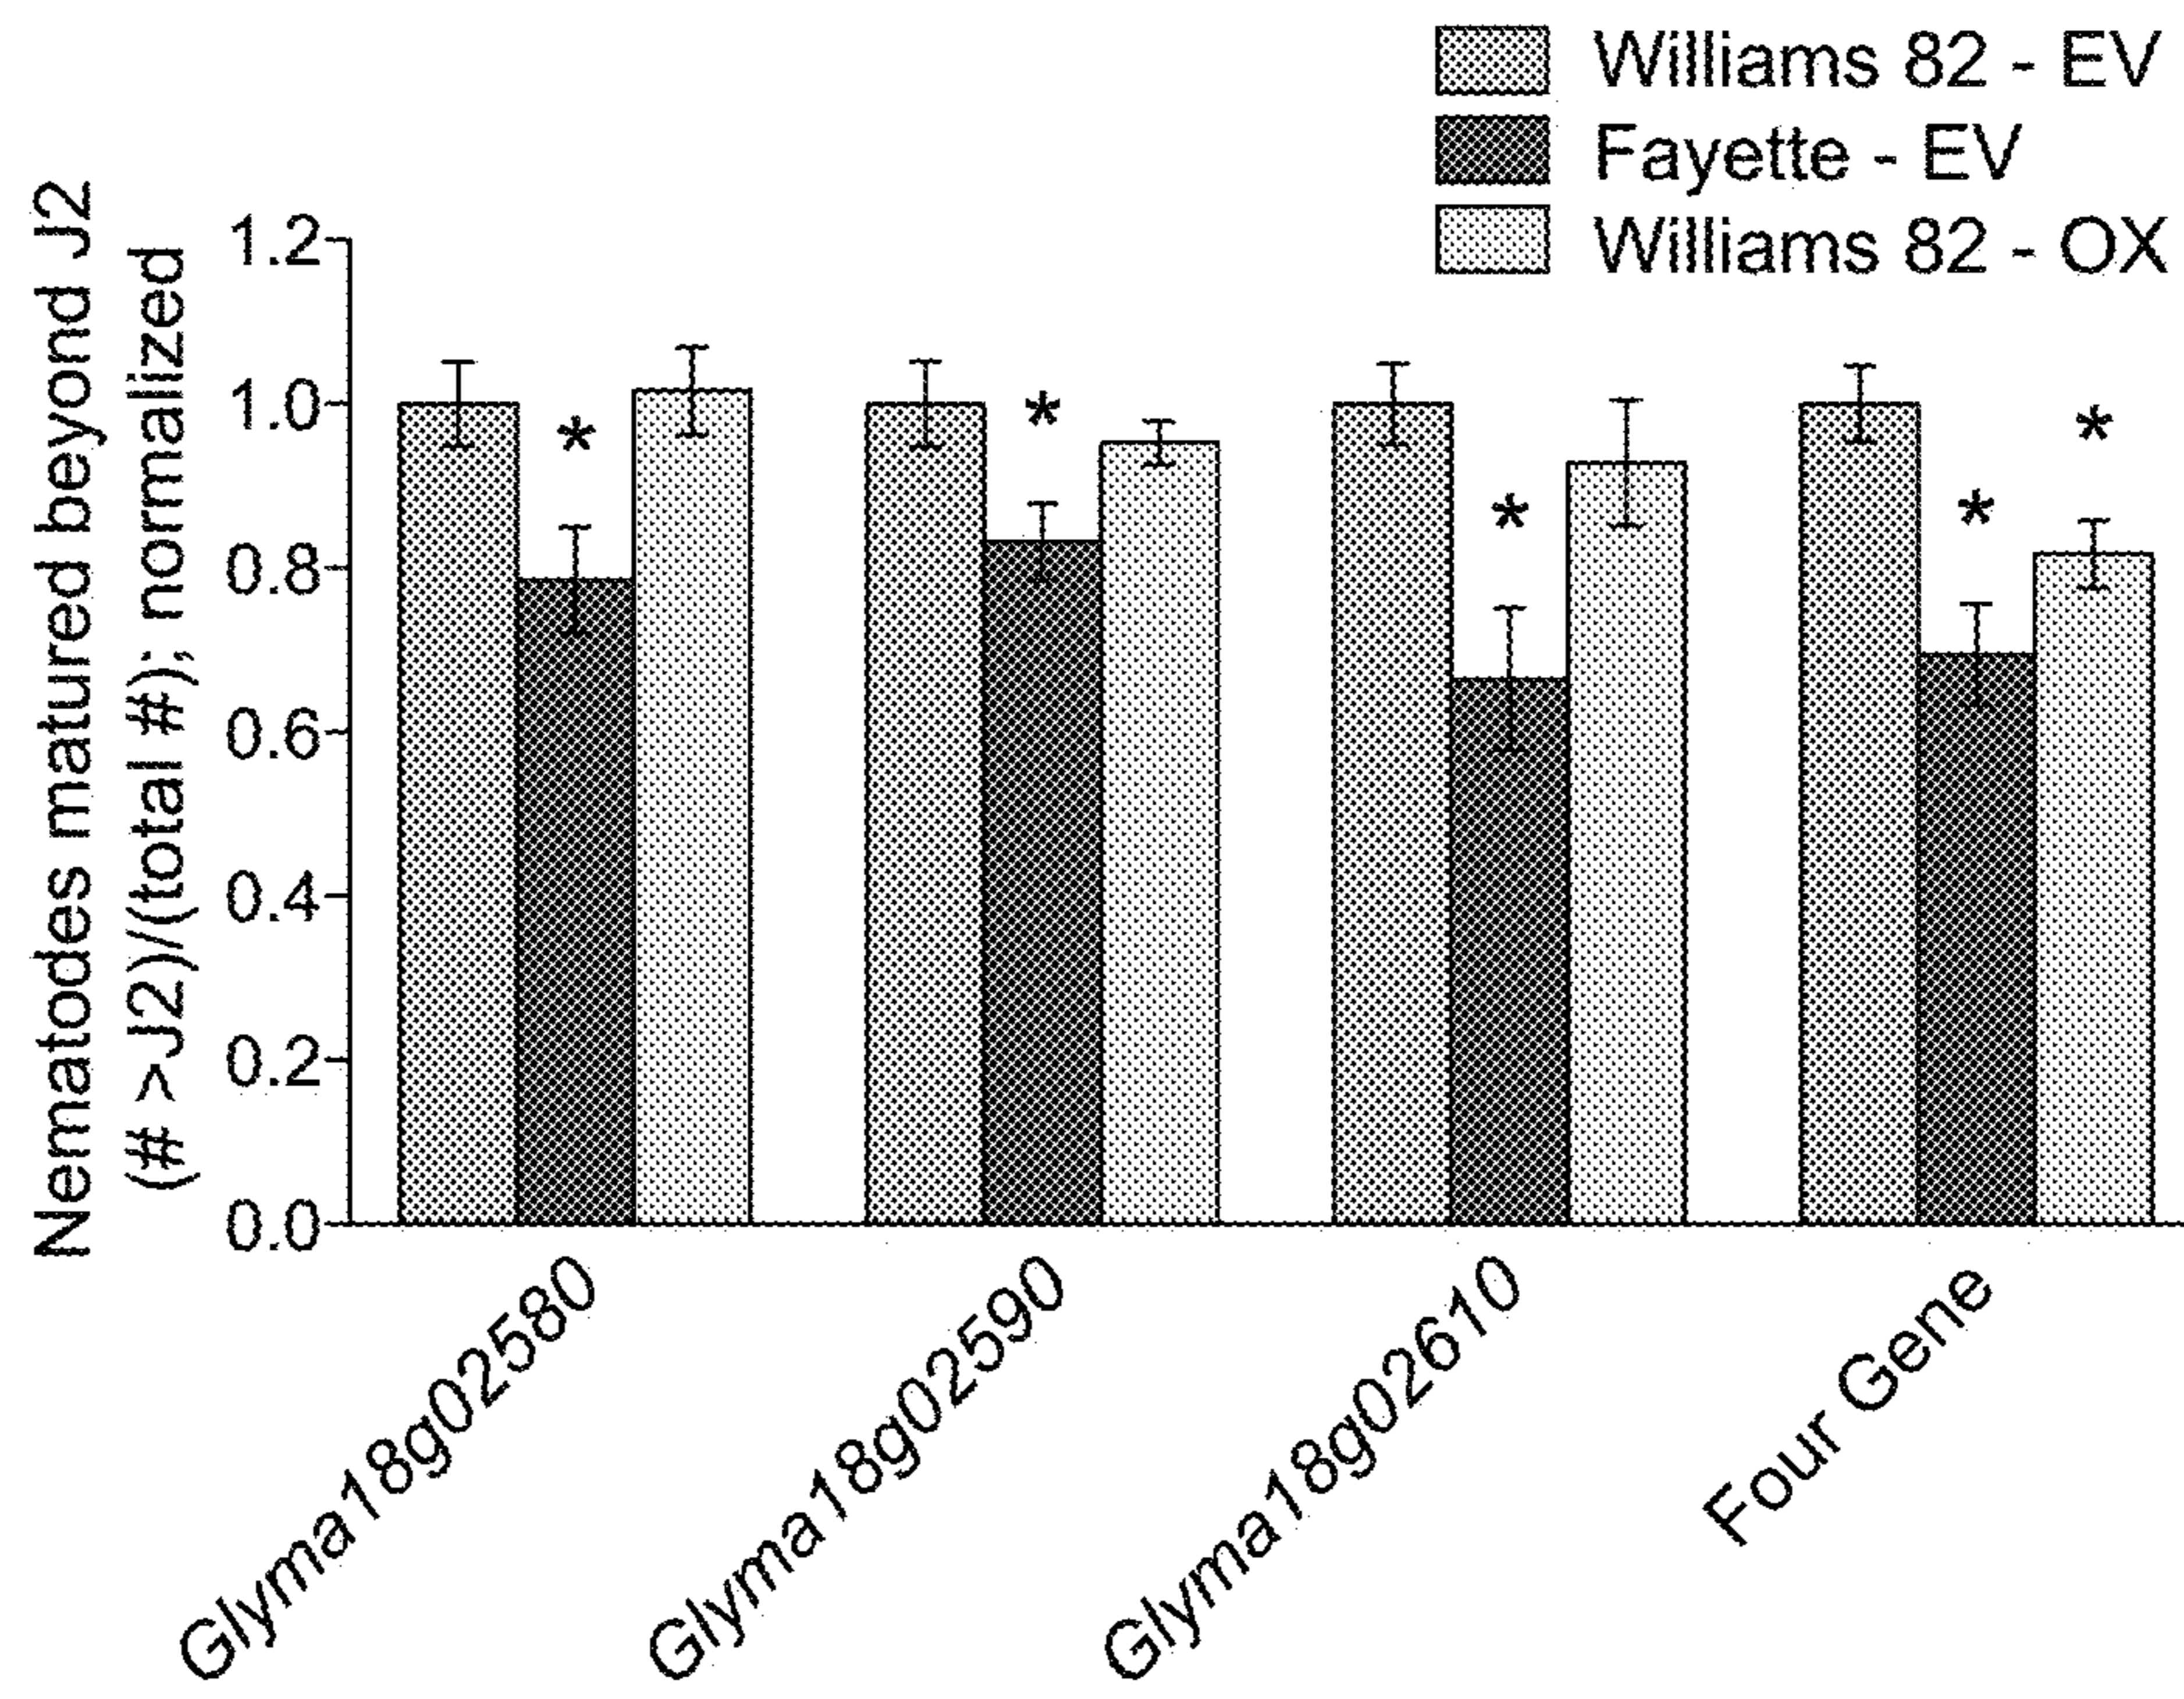 Williams 82 - EV
Fayette - EV
Williams 82 - OX
Nematodes matured beyond J2
(# >J2)/(total #); normalized
1.2
1.0
0.8
0.6
0.4
0.2
0.0
*
*
*
*
*
Glyma18g02580
Glyma18g02590
Glyma18g02610
Four Gene